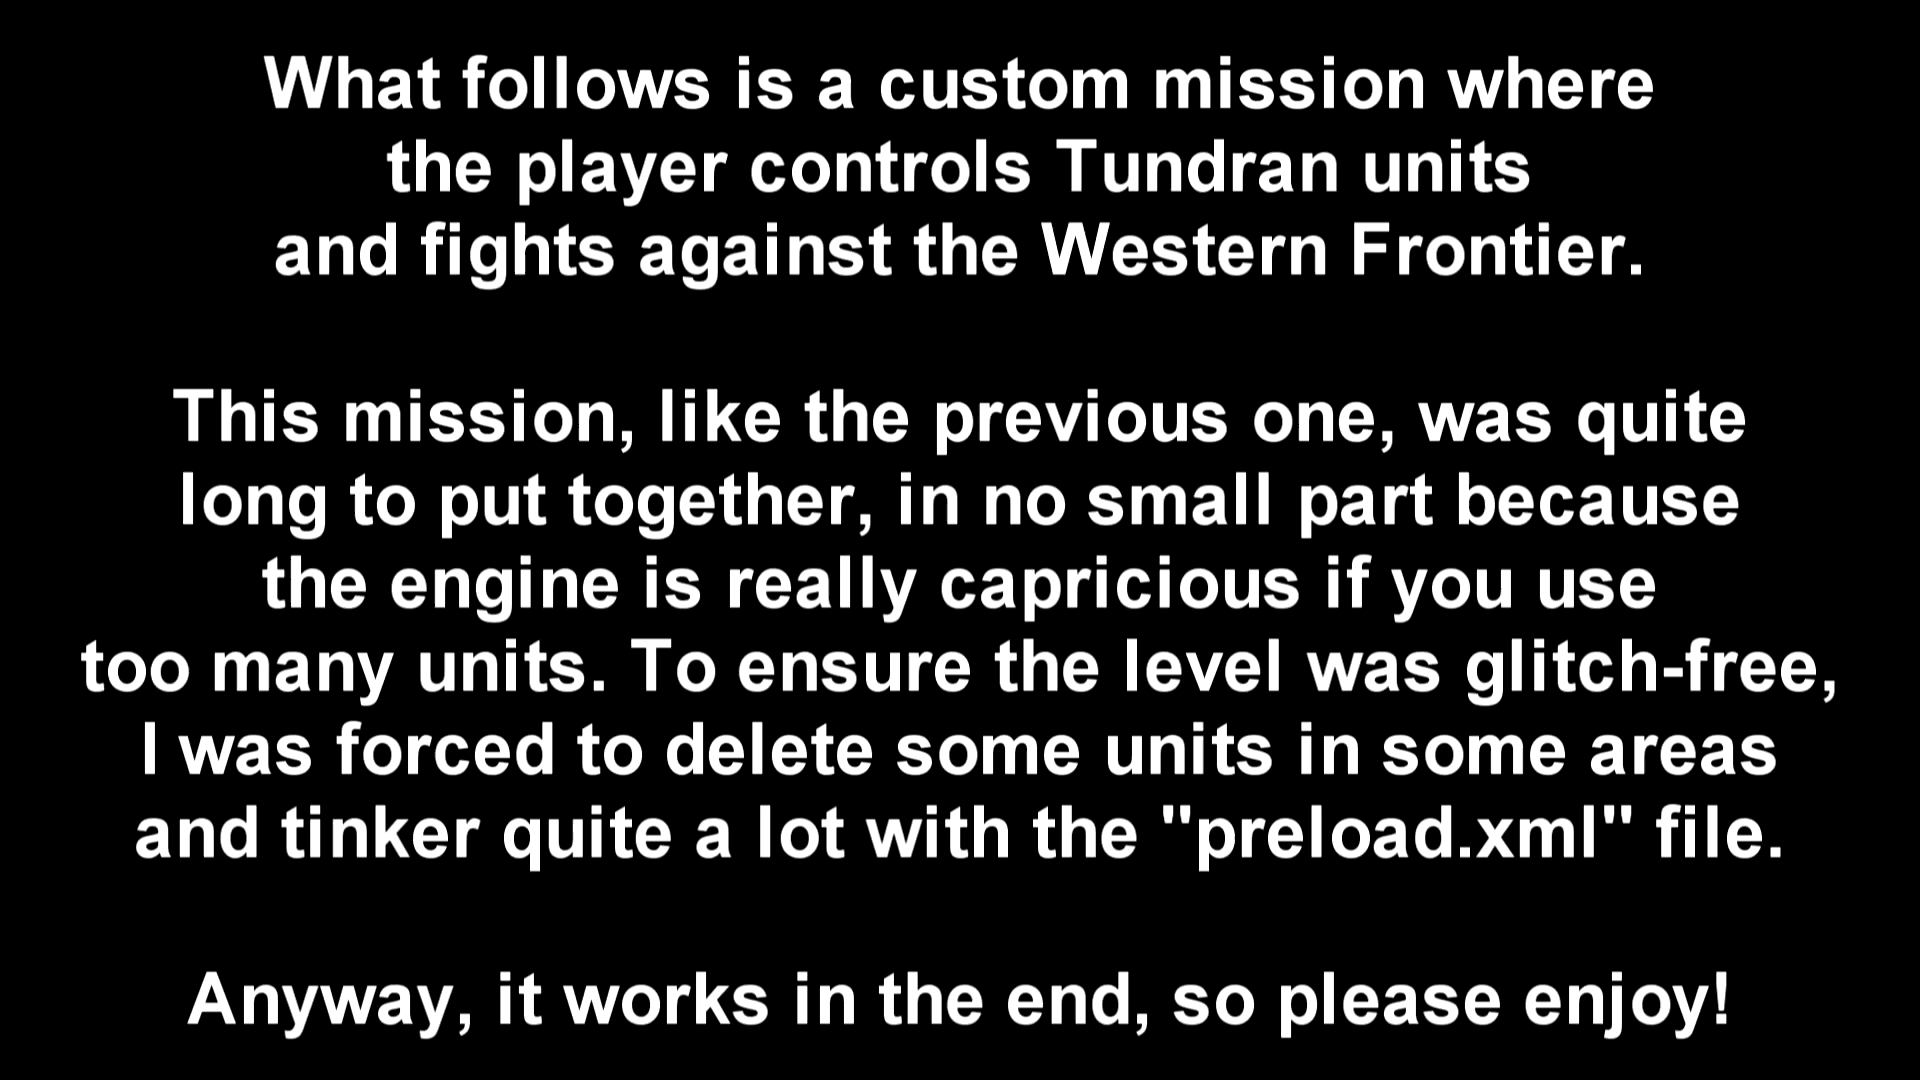 What follows is a custom mission where
the player controls Tundran units
and fights against the Western Frontier.
This mission, like the previous one, was quite
long to put together, in no small part because
the engine is really capricious if you use
too many units. To ensure the level was glitch-free,
I was forced to delete some units in some areas
and tinker quite a lot with the "preload.xml" file.
Anyway, it works in the end, so please enjoy!